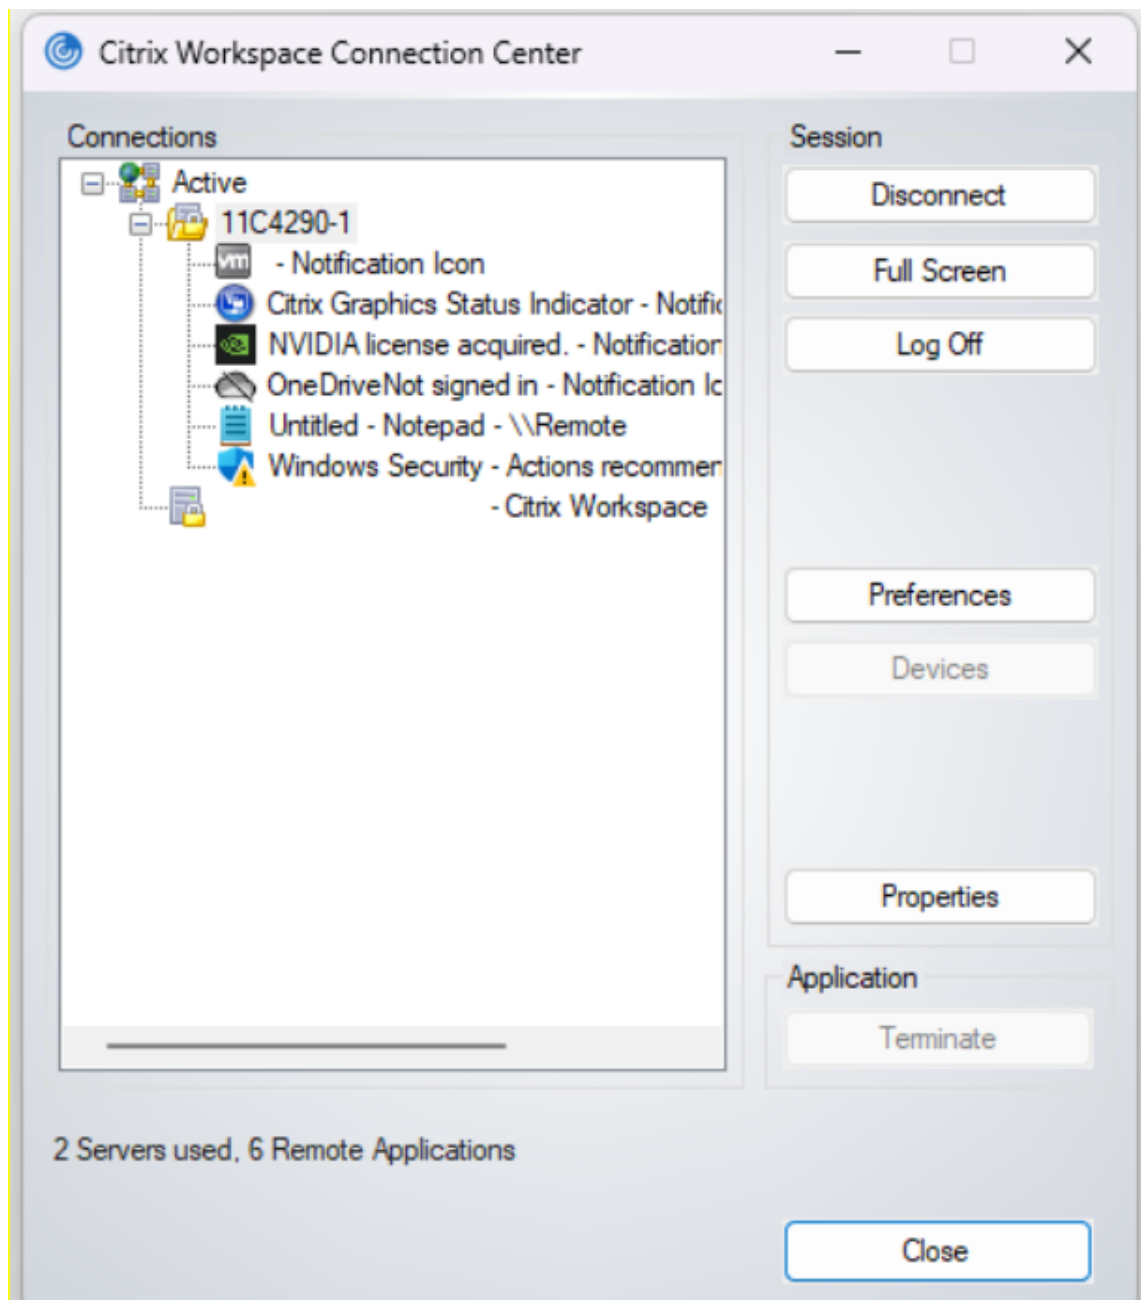 Citrix Workspace Connection Center
Connections
Active
11C4290-1
vm - Notification Icon
Citrix Graphics Status Indicator - Notific
NVIDIA license acquired. - Notification
OneDriveNot signed in - Notification Ic
Untitled - Notepad - \\Remote
Windows Security - Actions recommen
- Citrix Workspace
Session
Disconnect
Full Screen
Log Off
Preferences
Devices
Properties
Application
Terminate
2 Servers used, 6 Remote Applications
Close